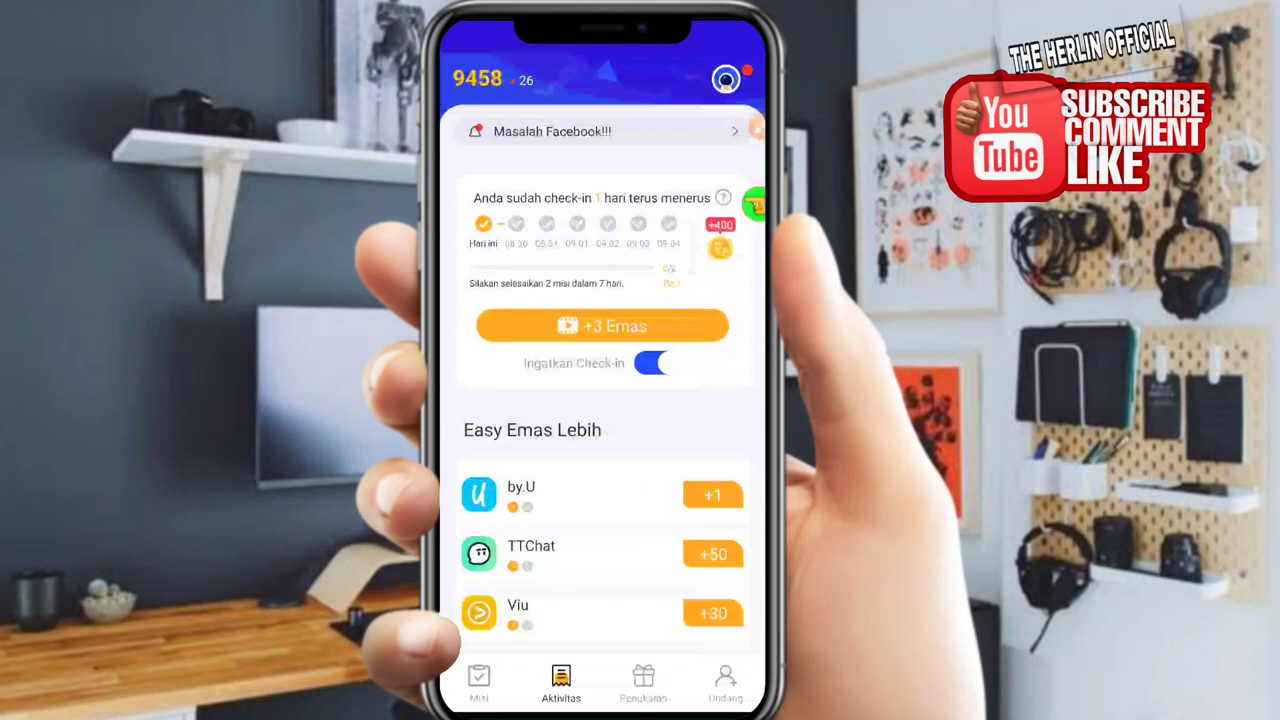 THE HERLIN OFFICIAL
You
Tube
SUBSCRIBE
COMMENT
LIKE
9458 26
Masalah Facebook!!!
Anda sudah check-in 1 hari terus menerus ?
+400
Hari ini 08.30 08.31 09.01 09.02 09.03 09.04
0/2
Silakan selesaikan 2 misi dalam 7 hari.
+3 Emas
Ingatkan Check-in
Easy Emas Lebih
by.U
+1
TTChat
+50
Viu
+30
Misi Aktivitas Penukaran Undang